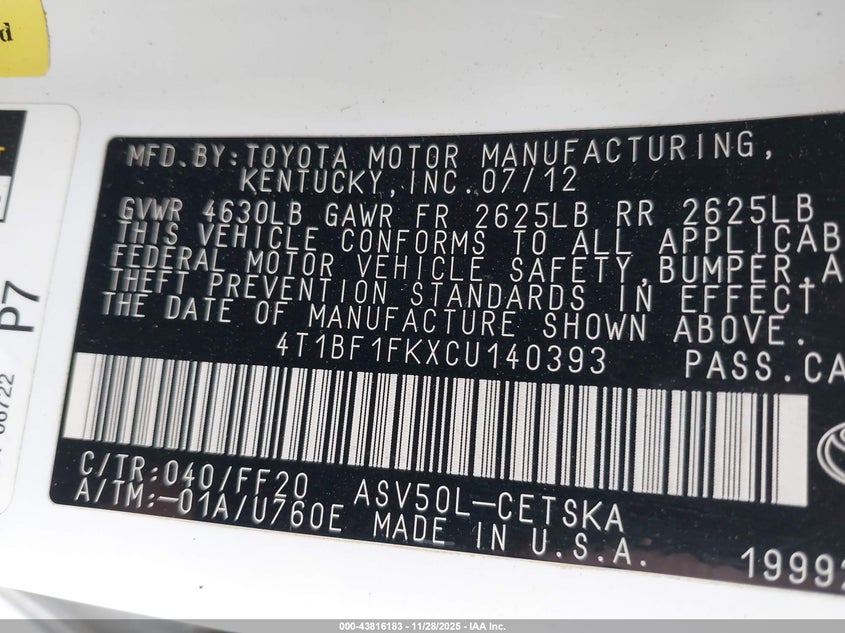 d
P7
00722
MFD.BY:TOYOTA MOTOR MANUFACTURING,
KENTUCKY,INC.07/12
GVWR 4630LB GAWR FR 2625LB RR 2625LB
THIS VEHICLE CONFORMS TO ALL APPLICAB
FEDERAL MOTOR VEHICLE SAFETY,BUMPER,A
THEFT PREVENTION STANDARDS IN EFFECT
THE DATE OF MANUFACTURE SHOWN ABOVE.
4T1BF1FKXCU140393 PASS.CA
C/TR:040/FF20 ASV50L-CETSKA
A/TM:-01A/U760E MADE IN U.S.A.
1999
000-43816183 - 11/28/2025 - IAA Inc.